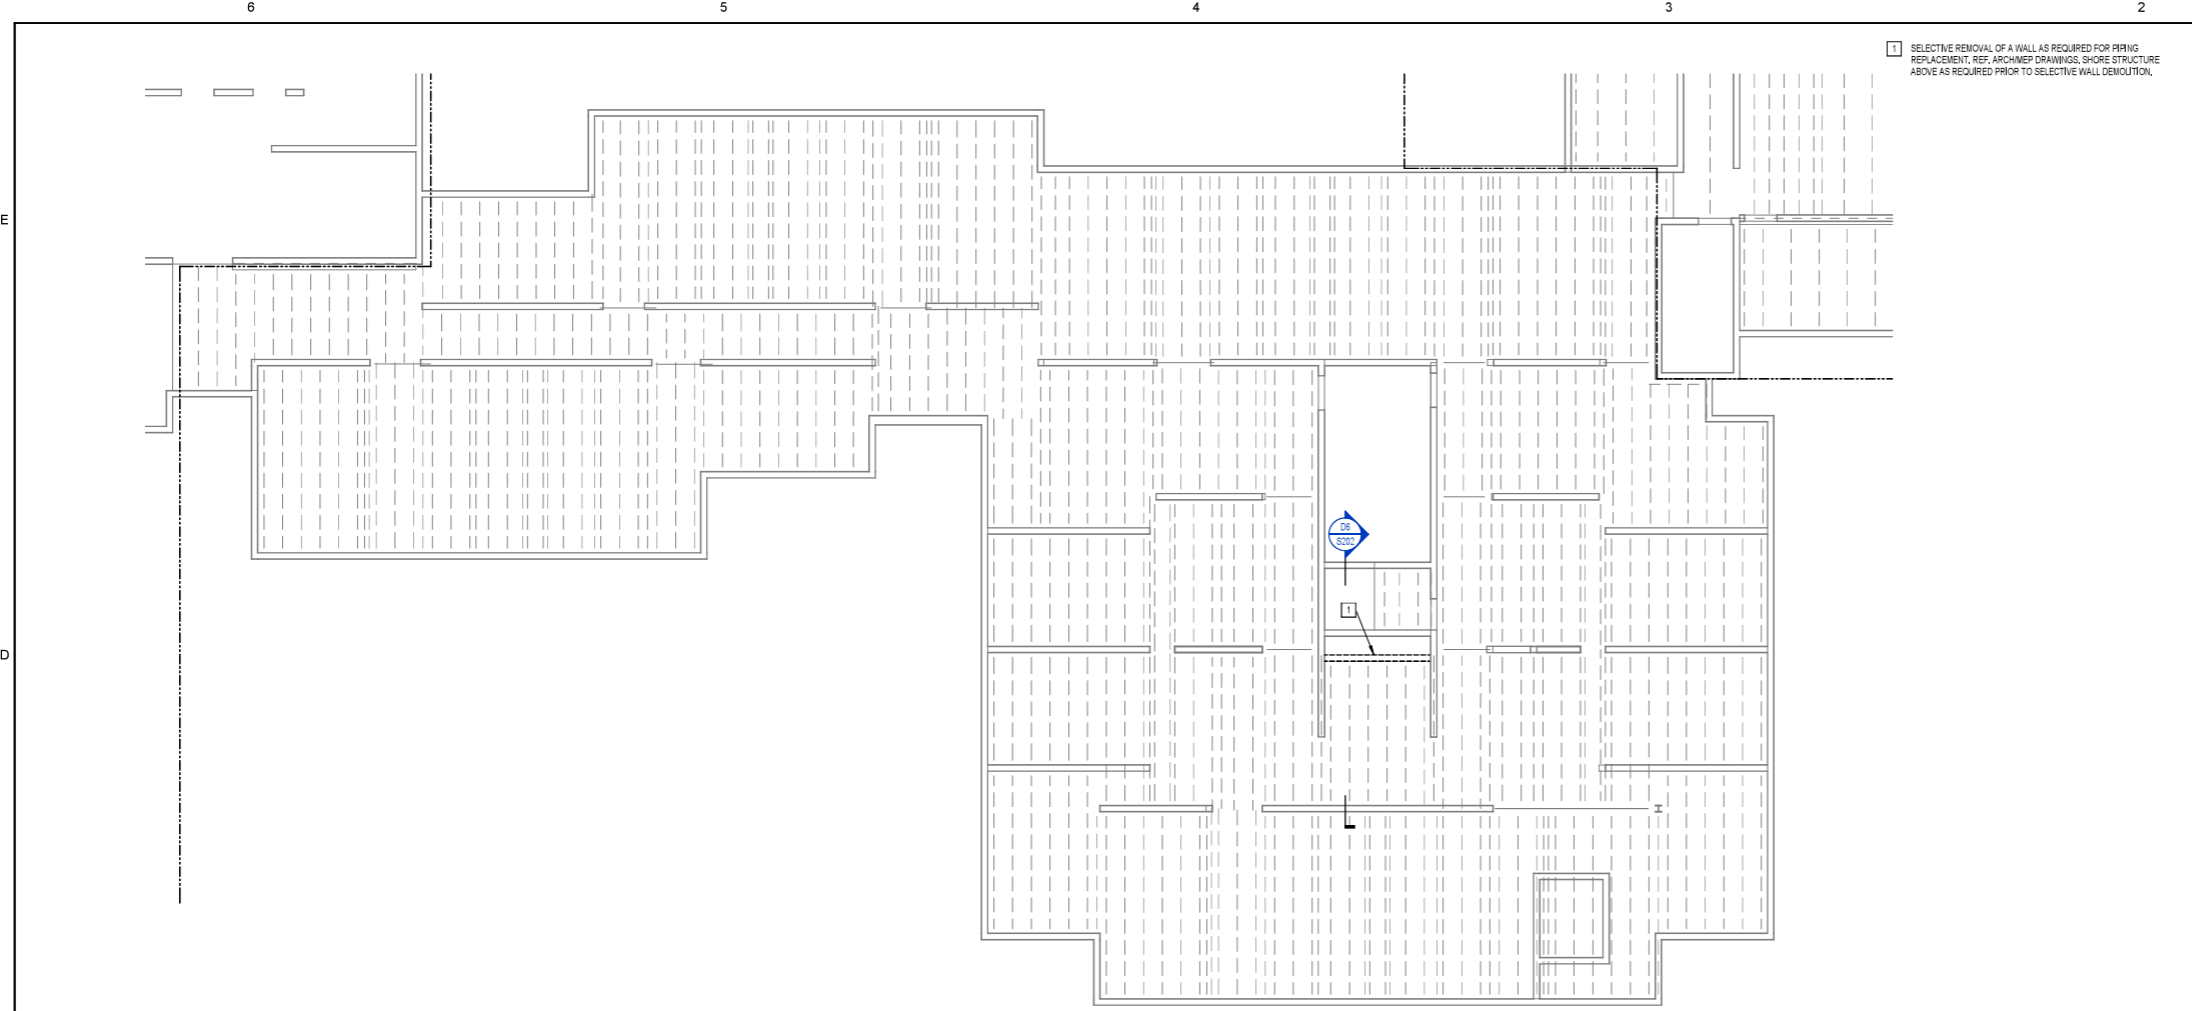 6 5 4 3 2
1 SELECTIVE REMOVAL OF A WALL AS REQUIRED FOR PIPING
REPLACEMENT, REF. ARCH/MEP DRAWINGS, SHORE STRUCTURE
ABOVE AS REQUIRED PRIOR TO SELECTIVE WALL DEMOLITION.
E
D6
S202
1
D